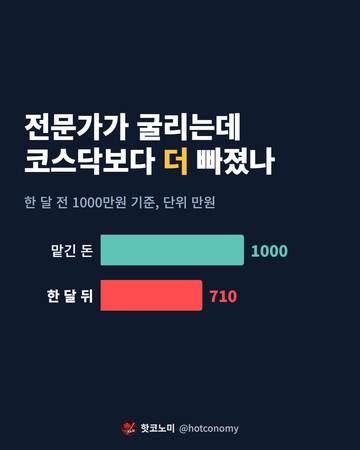 전문가가 굴리는데
코스닥보다 더 빠졌나
한 달 전 1000만원 기준, 단위 만원
맡긴 돈 1000
한 달 뒤 710
핫코노미 @hotconomy